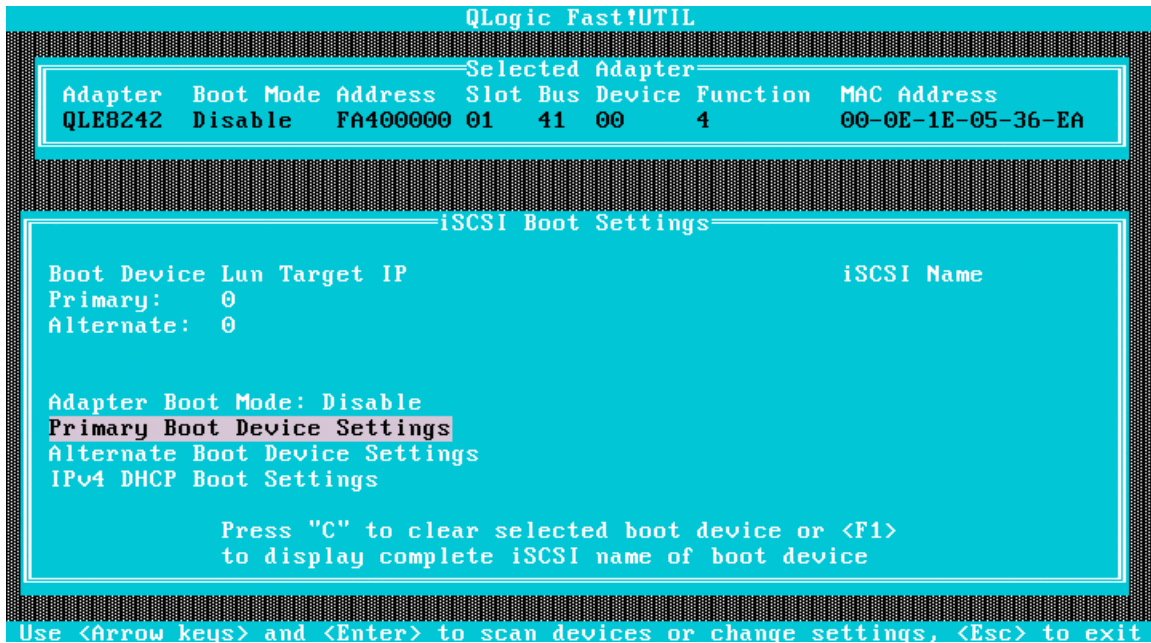 QLogic Fast!UTIL
Selected Adapter
Adapter Boot Mode Address Slot Bus Device Function MAC Address
QLE8242 Disable FA400000 01 41 00 4 00-0E-1E-05-36-EA
iSCSI Boot Settings
Boot Device Lun Target IP iSCSI Name
Primary: 0
Alternate: 0
Adapter Boot Mode: Disable
Primary Boot Device Settings
Alternate Boot Device Settings
IPv4 DHCP Boot Settings
Press "C" to clear selected boot device or <F1>
to display complete iSCSI name of boot device
Use <Arrow keys> and <Enter> to scan devices or change settings, <Esc> to exit